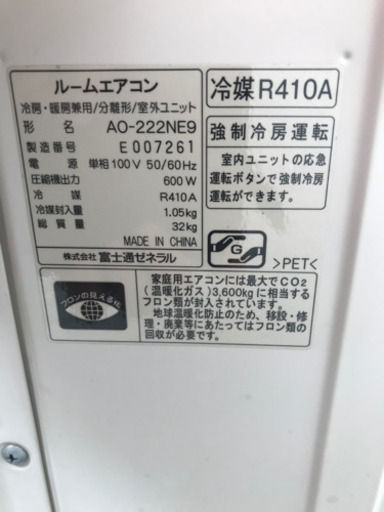 ルームエアコン
冷房・暖房兼用/分離形/室外ユニット
形 名 AO-222NE9
製造番号 E 007261
電 源 単相100V 50/60Hz
圧縮機出力 600 W
冷 媒 R410A
冷媒封入量 1.05kg
総 質 量 32kg
MADE IN CHINA
株式会社 富士通ゼネラル
冷媒R410A
強制冷房運転
室内ユニットの応急
運転ボタンで強制冷房
運転ができます。
G
>PET<
フロンの見える化
家庭用エアコンには最大でCO2
(温暖化ガス)3,600kgに相当する
フロン類が封入されています。
地球温暖化防止のため、移設・修
理・廃棄等にあたってはフロン類の
回収が必要です。